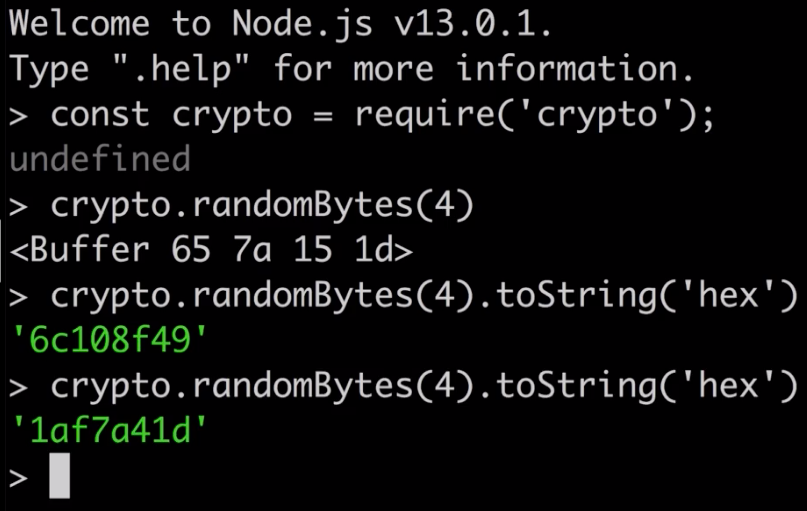 Welcome to Node.js v13.0.1.
Type ".help" for more information.
> const crypto = require('crypto');
undefined
> crypto.randomBytes(4)
<Buffer 65 7a 15 1d>
> crypto.randomBytes(4).toString('hex')
'6c108f49'
> crypto.randomBytes(4).toString('hex')
'1af7a41d'
>